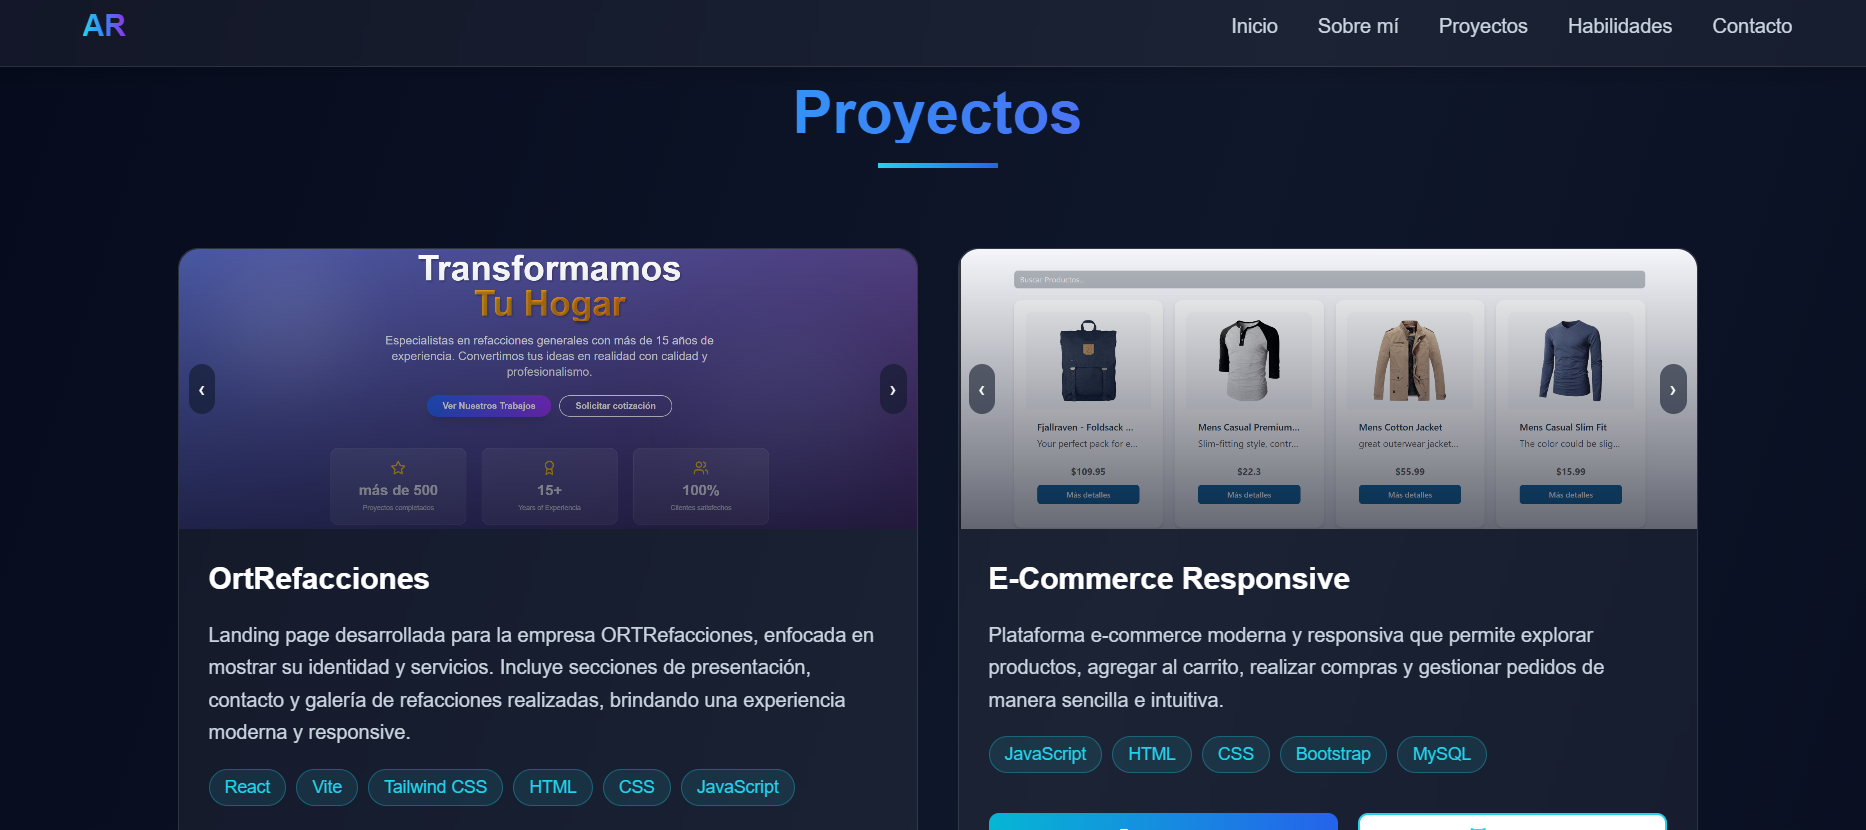 AR
Inicio Sobre mí Proyectos Habilidades Contacto
Proyectos
Transformamos
Tu Hogar
Especialistas en refacciones generales con más de 15 años de
experiencia. Convertimos tus ideas en realidad con calidad y
profesionalismo.
Ver Nuestros Trabajos Solicitar cotización
más de 500 15+ 100%
Proyectos completados Years of Experiencia Clientes satisfechos
OrtRefacciones
Landing page desarrollada para la empresa ORTRefacciones, enfocada en
mostrar su identidad y servicios. Incluye secciones de presentación,
contacto y galería de refacciones realizadas, brindando una experiencia
moderna y responsive.
React Vite Tailwind CSS HTML CSS JavaScript
Buscar Productos...
Fjallraven - Foldsack ... Mens Casual Premium... Mens Cotton Jacket Mens Casual Slim Fit
Your perfect pack for e... Slim-fitting style, contr... great outerwear jacket... The color could be slig...
$109.95 $22.3 $55.99 $15.99
Más detalles Más detalles Más detalles Más detalles
E-Commerce Responsive
Plataforma e-commerce moderna y responsiva que permite explorar
productos, agregar al carrito, realizar compras y gestionar pedidos de
manera sencilla e intuitiva.
JavaScript HTML CSS Bootstrap MySQL